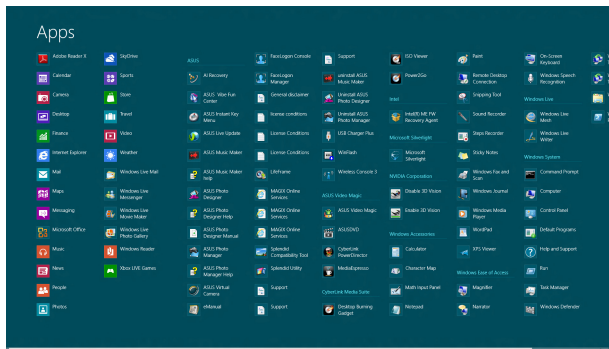 Apps
Adobe Reader X
Calendar
Camera
Desktop
Finance
Internet Explorer
Mail
Maps
Messaging
Microsoft Office
Music
News
People
Photos
SkyDrive
Sports
Store
Travel
Video
Weather
Windows Live Mail
Windows Live
Messenger
Windows Live
Movie Maker
Windows Live
Photo Gallery
Windows Reader
Xbox LIVE Games
ASUS
AI Recovery
ASUS Vibe Fun
Center
ASUS Instant Key
Menu
ASUS Live Update
ASUS Music Maker
ASUS Music Maker
help
ASUS Photo
Designer
ASUS Photo
Designer Help
ASUS Photo
Designer Manual
ASUS Photo
Manager
ASUS Photo
Manager Help
ASUS Virtual
Camera
eManual
FaceLogon Console
FaceLogon
Manager
General disclaimer
license conditions
License Conditions
License Conditions
LifeFrame
MAGIX Online
Services
MAGIX Online
Services
MAGIX Online
Services
Splendid
Compatibility Tool
Splendid Utility
Support
Support
Support
uninstall ASUS
Music Maker
Uninstall ASUS
Photo Designer
Uninstall ASUS
Photo Manager
USB Charger Plus
WinFlash
Wireless Console 3
ASUS Video Magic
ASUS Video Magic
ASUSDVD
CyberLink
PowerDirector
MediaEspresso
CyberLink Media Suite
Desktop Burning
Gadget
ISO Viewer
Power2Go
Intel
Intel(R) ME FW
Recovery Agent
Microsoft Silverlight
Microsoft
Silverlight
NVIDIA Corporation
Disable 3D Vision
Enable 3D Vision
Windows Accessories
Calculator
Character Map
Math Input Panel
Notepad
Paint
Remote Desktop
Connection
Snipping Tool
Sound Recorder
Steps Recorder
Sticky Notes
Windows Fax and
Scan
Windows Journal
Windows Media
Player
WordPad
XPS Viewer
Windows Ease of Access
Magnifier
Narrator
On-Screen
Keyboard
Windows Speech
Recognition
Windows Live
Windows Live
Mesh
Windows Live
Writer
Windows System
Command Prompt
Computer
Control Panel
Default Programs
Help and Support
Run
Task Manager
Windows Defender